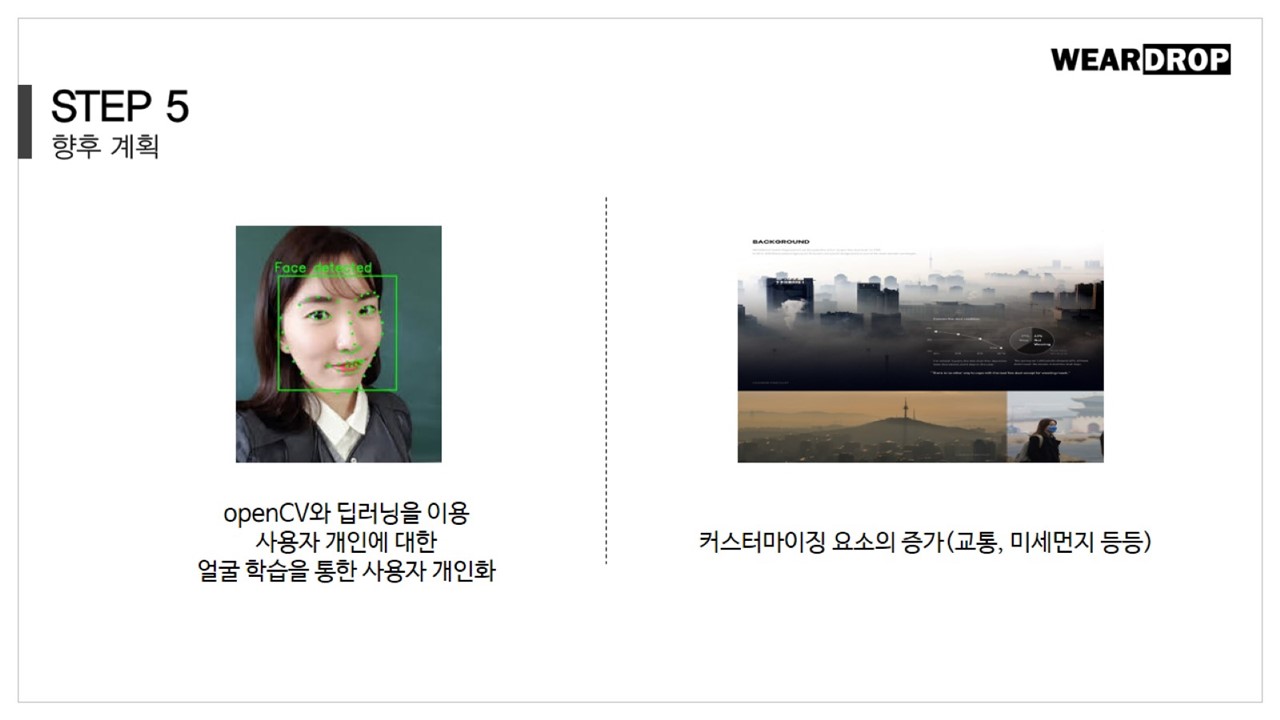 WEARDROP
STEP 5
향후 계획
Face detected
openCV와 딥러닝을 이용
사용자 개인에 대한
얼굴 학습을 통한 사용자 개인화
BACKGROUND
커스터마이징 요소의 증가(교통, 미세먼지 등등)